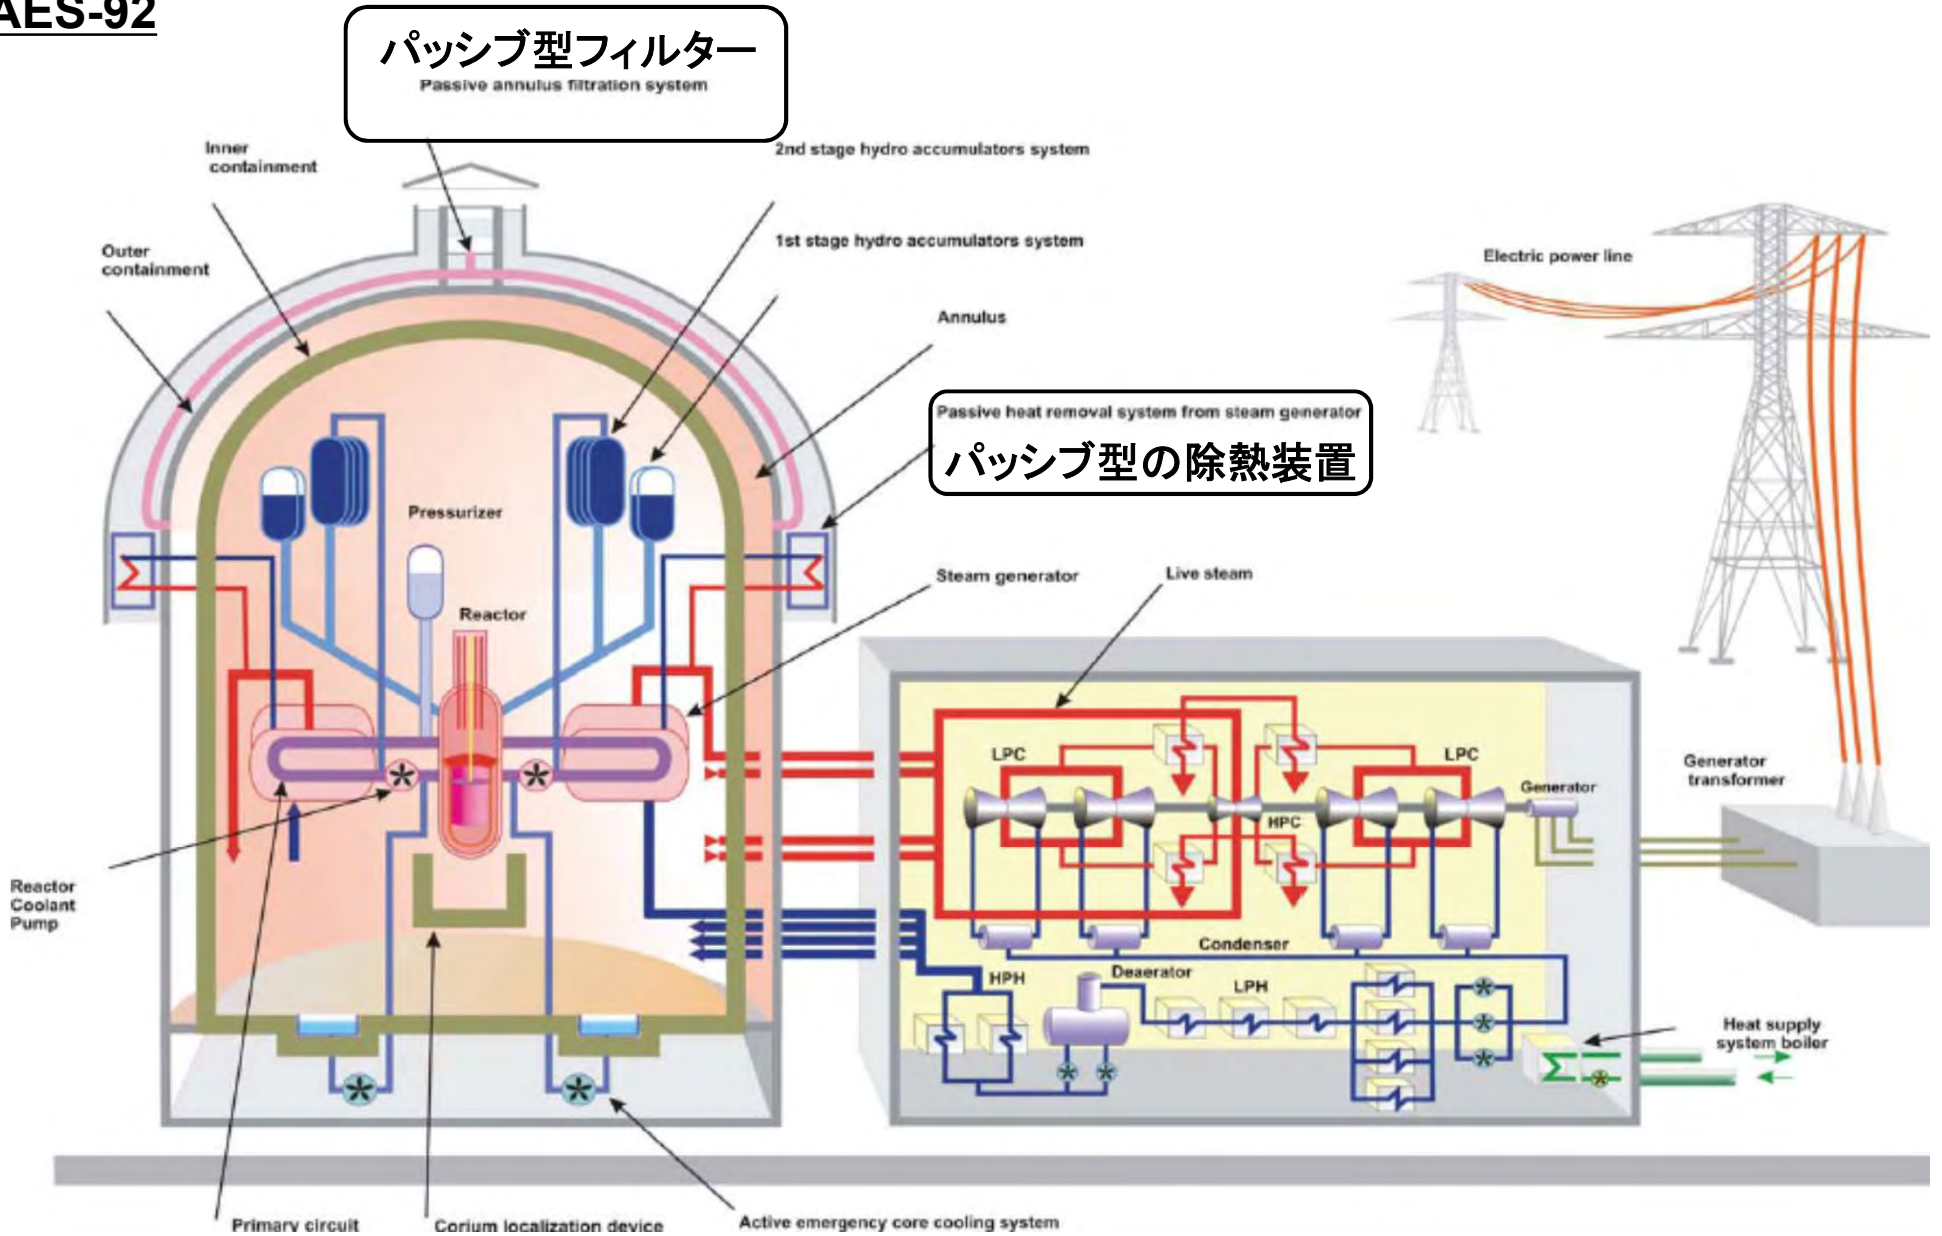 AES-92
パッシブ型フィルター
Passive annulus filtration system
Inner
containment
2nd stage hydro accumulators system
Outer
containment
1st stage hydro accumulators system
Electric power line
Annulus
Passive heat removal system from steam generator
パッシブ型の除熱装置
Pressurizer
Steam generator
Live steam
Reactor
LPC
LPC
Generator
transformer
Generator
HPC
Reactor
Coolant
Pump
Condenser
Deaerator
HPH
LPH
Heat supply
system boiler
Primary circuit
Corium localization device
Active emergency core cooling system